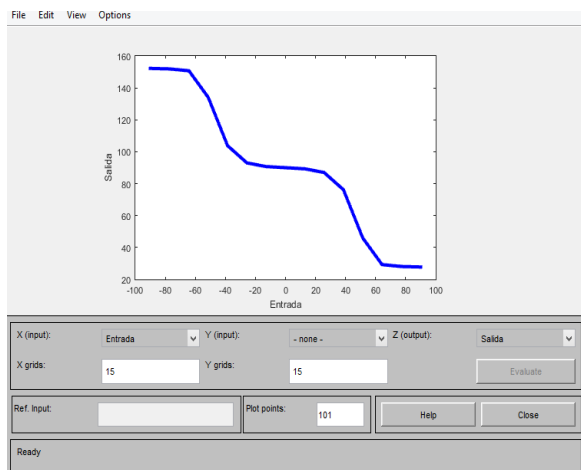 File Edit View Options
160
140
120
100
80
60
40
20
Salida
-100 -80 -60 -40 -20 0 20 40 60 80 100
Entrada
X (input): Entrada Y (input): - none - Z (output): Salida
X grids: 15 Y grids: 15 Evaluate
Ref. Input: Plot points: 101 Help Close
Ready